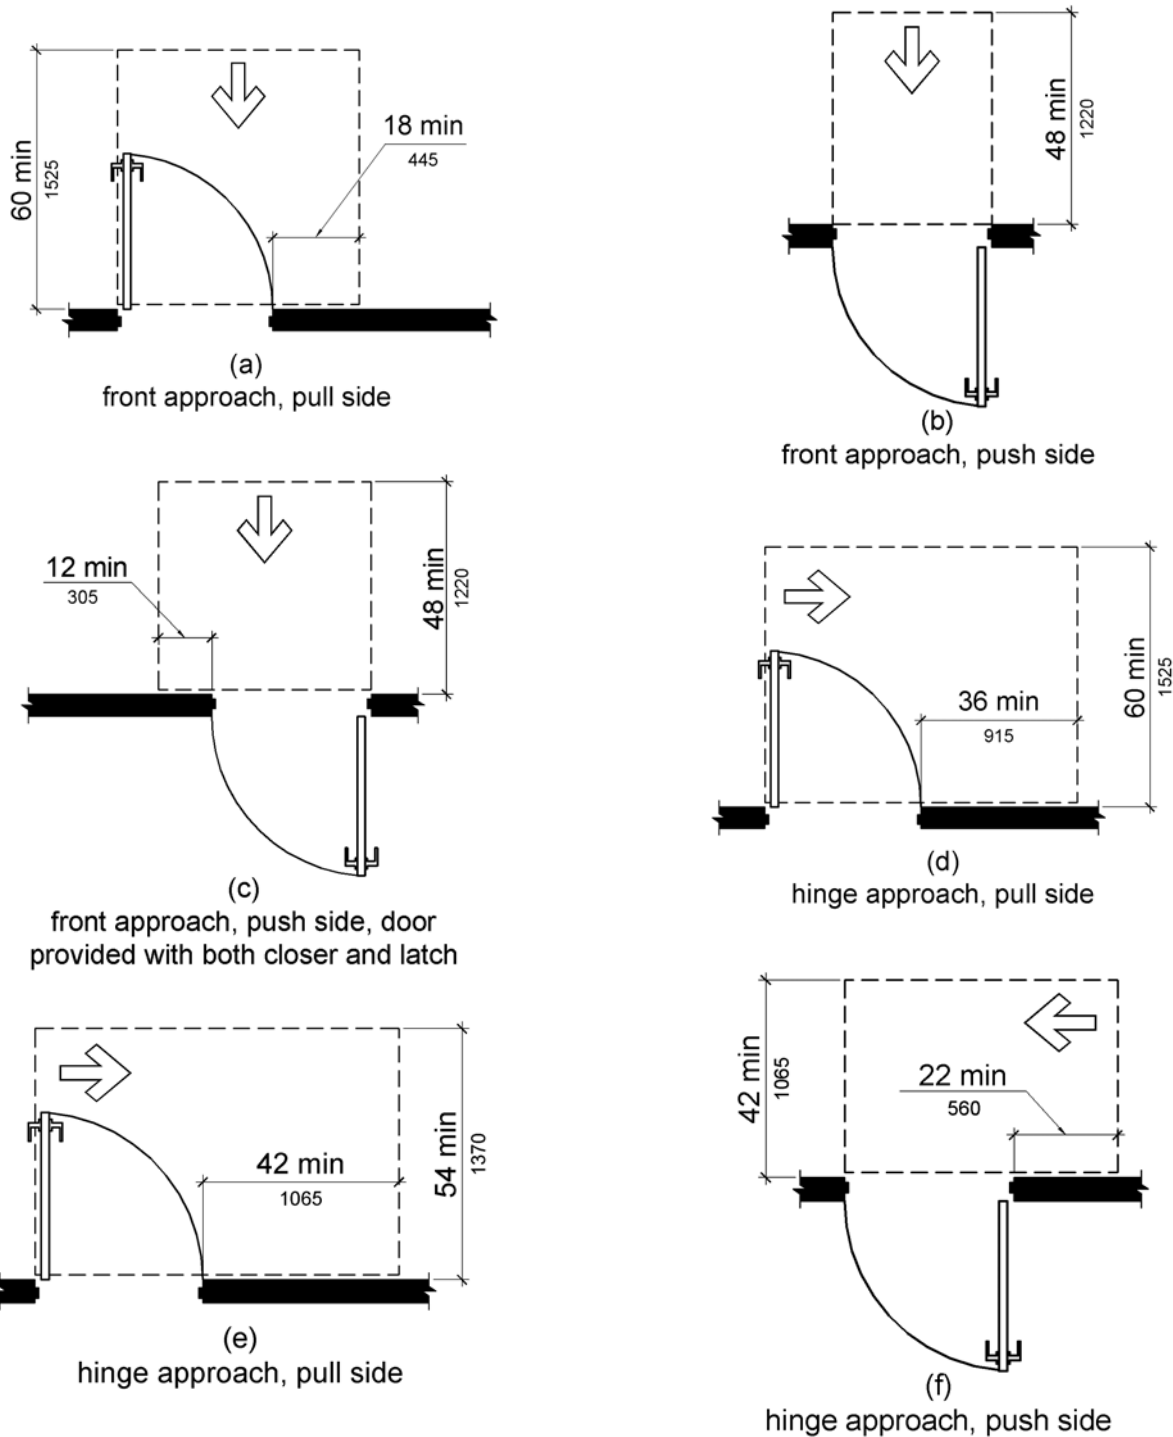 60 min
1525
18 min
445
(a)
front approach, pull side
48 min
1220
(b)
front approach, push side
12 min
305
48 min
1220
(c)
front approach, push side, door
provided with both closer and latch
36 min
915
60 min
1525
(d)
hinge approach, pull side
42 min
1065
54 min
1370
(e)
hinge approach, pull side
42 min
1065
22 min
560
(f)
hinge approach, push side